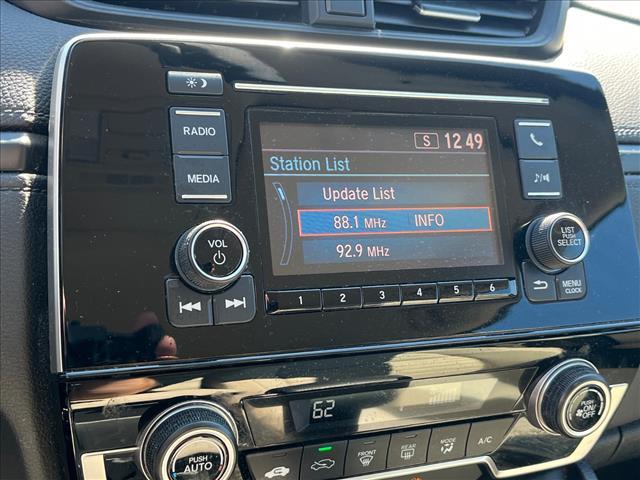 S 12 49
Station List
Update List
88.1 MHz INFO
92.9 MHz
RADIO
MEDIA
VOL
LIST
PUSH
SELECT
MENU
CLOCK
1 2 3 4 5 6
62
PUSH
AUTO
FRONT
REAR
MODE
A/C
PUSH
ON/
OFF